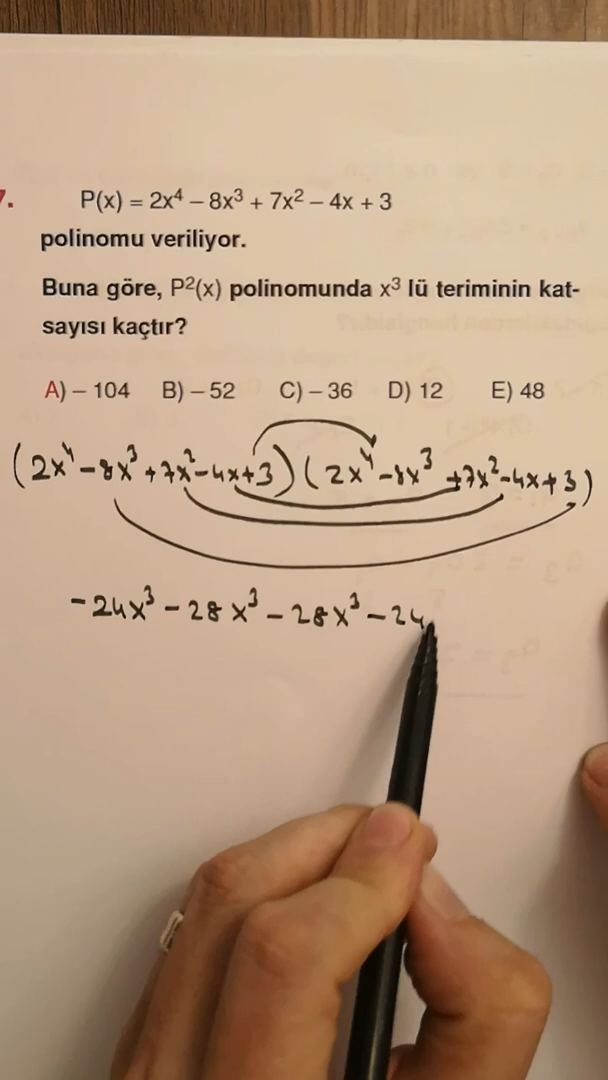 7. P(x) = 2x⁴ – 8x³ + 7x² – 4x + 3
polinomu veriliyor.
Buna göre, P²(x) polinomunda x³ lü teriminin kat-
sayısı kaçtır?
A) – 104 B) – 52 C) – 36 D) 12 E) 48
(2x⁴ – 8x³ + 7x² – 4x + 3) (2x⁴ – 8x³ + 7x² – 4x + 3)
– 24x³ – 28x³ – 28x³ – 24